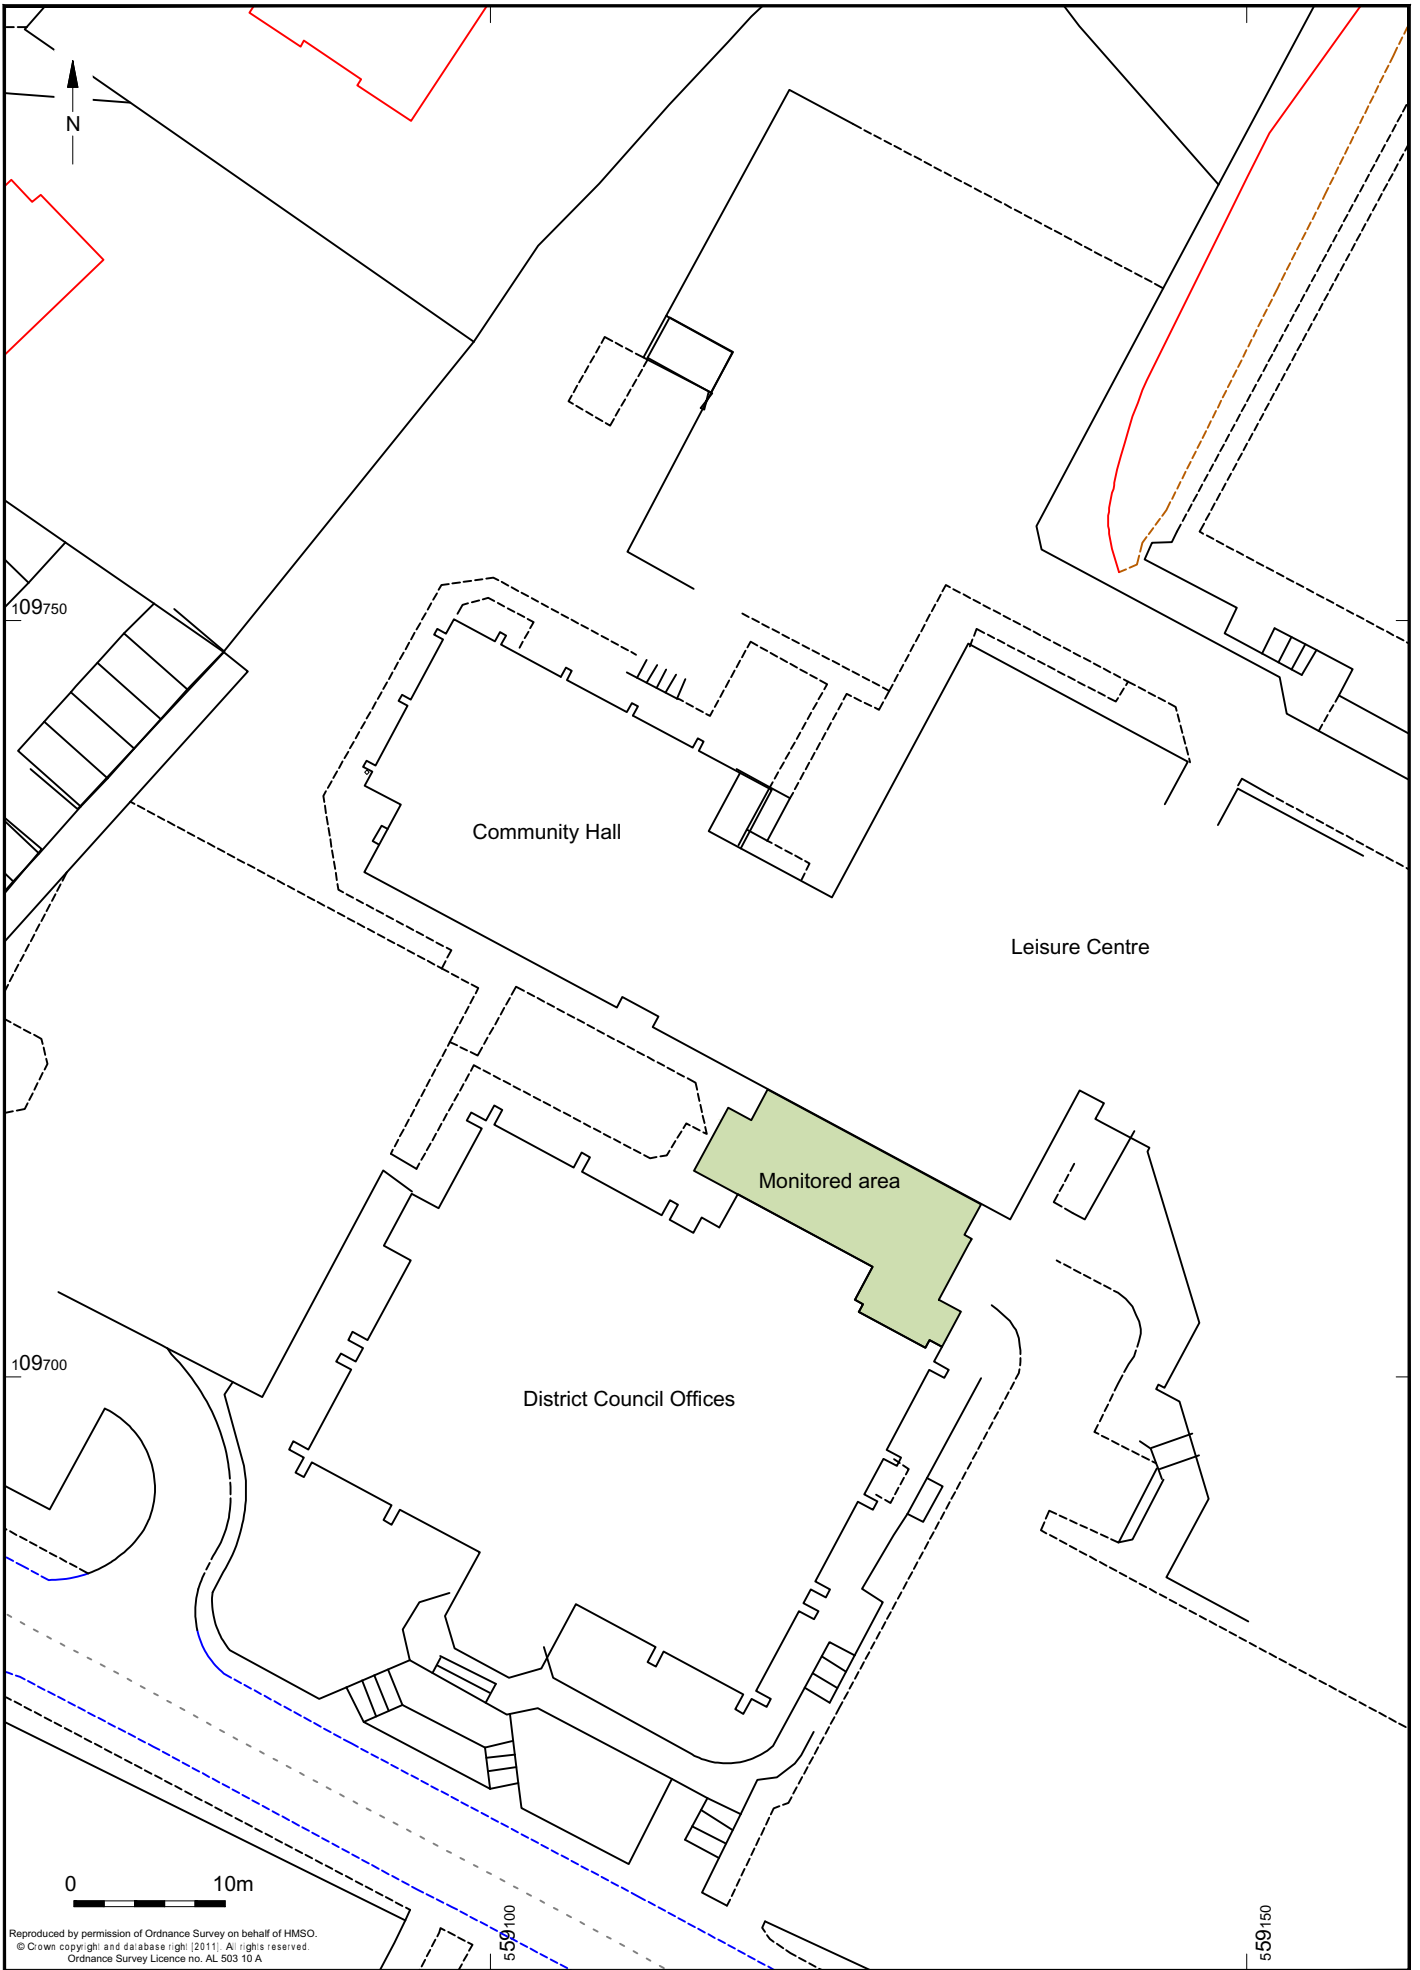 N
109750
Community Hall
Leisure Centre
Monitored area
109700
District Council Offices
0 10m
559100
559150
Reproduced by permission of Ordnance Survey on behalf of HMSO.
© Crown copyright and database right [2011]. All rights reserved.
Ordnance Survey Licence no. AL 503 10 A